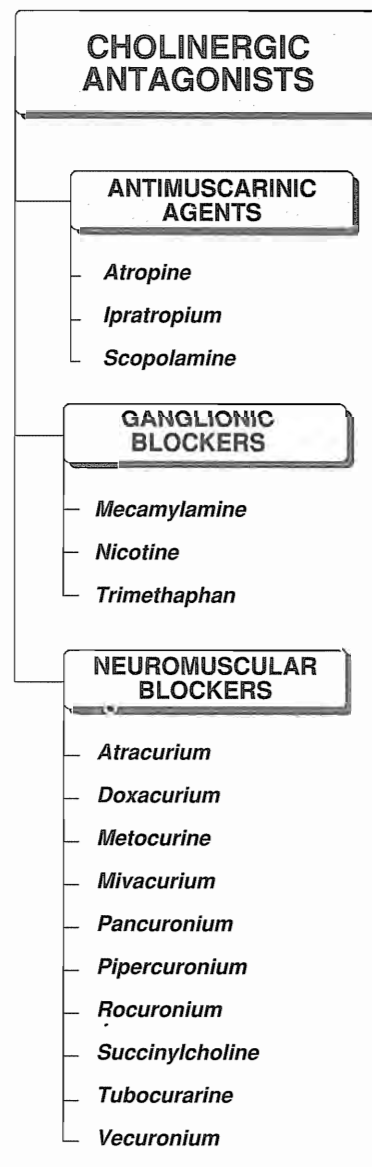 CHOLINERGIC
ANTAGONISTS
ANTIMUSCARINIC
AGENTS
Atropine
Ipratropium
Scopolamine
GANGLIONIC
BLOCKERS
Mecamylamine
Nicotine
Trimethaphan
NEUROMUSCULAR
BLOCKERS
Atracurium
Doxacurium
Metocurine
Mivacurium
Pancuronium
Pipercuronium
Rocuronium
Succinylcholine
Tubocurarine
Vecuronium